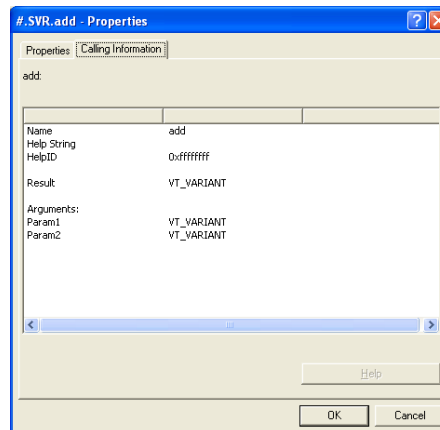 #.SVR.add - Properties
Properties Calling Information
add:
Name add
Help String
HelpID 0xffffffff
Result VT_VARIANT
Arguments:
Param1 VT_VARIANT
Param2 VT_VARIANT
Help
OK Cancel